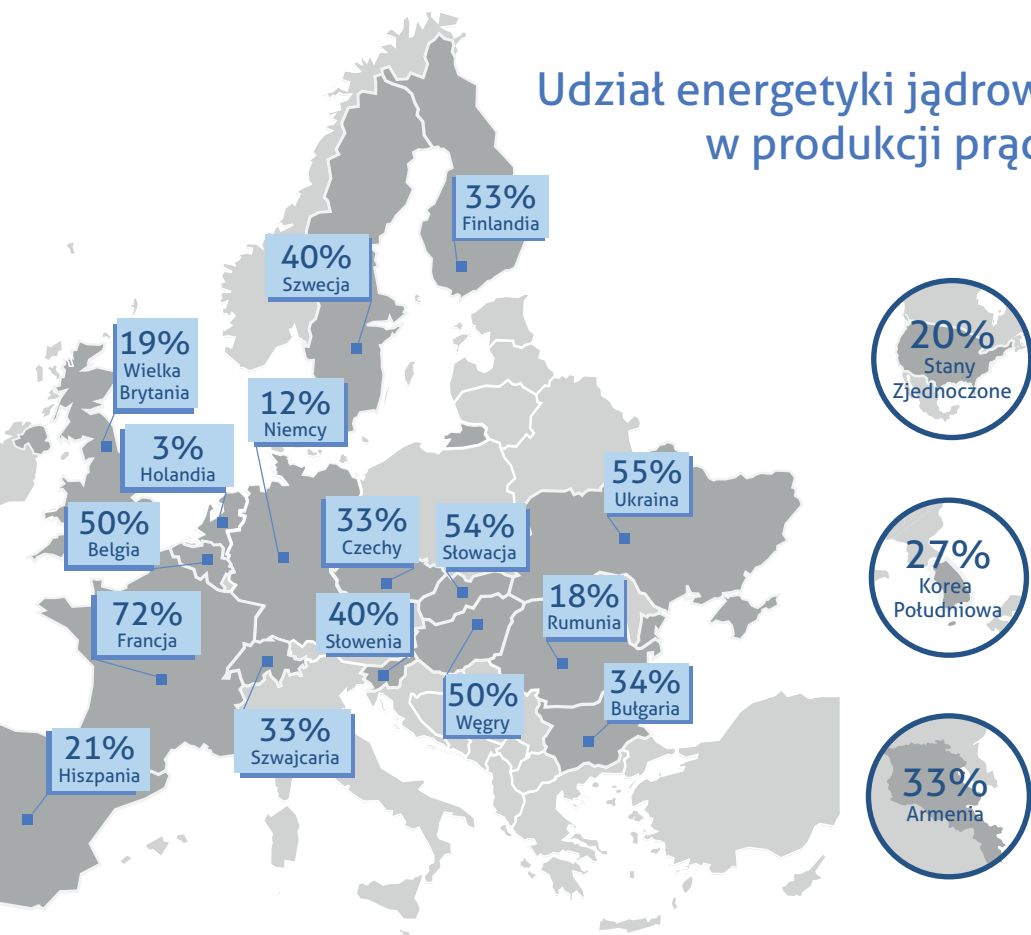 Udział energetyki jądrow
w produkcji prąd
33%
Finlandia
40%
Szwecja
19%
Wielka
Brytania
12%
Niemcy
3%
Holandia
20%
Stany
Zjednoczone
55%
Ukraina
50%
Belgia
33%
Czechy
54%
Słowacja
27%
Korea
Południowa
72%
Francja
40%
Słowenia
18%
Rumunia
50%
Węgry
34%
Bułgaria
21%
Hiszpania
33%
Szwajcaria
33%
Armenia